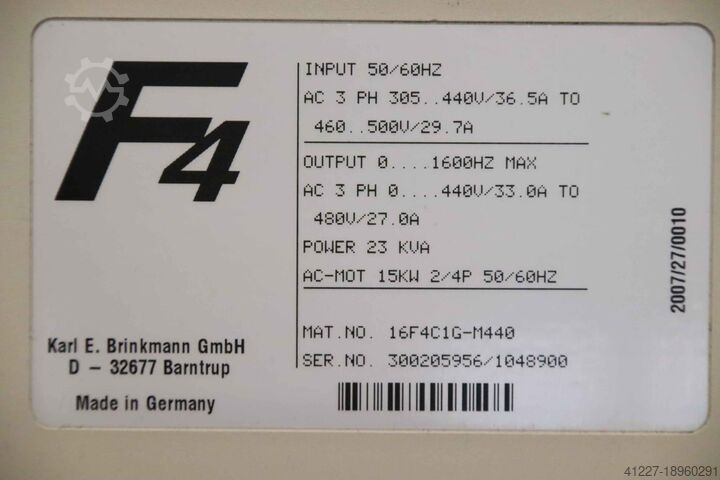 F4
INPUT 50/60HZ
AC 3 PH 305..440V/36.5A TO
460..500V/29.7A
OUTPUT 0....1600HZ MAX
AC 3 PH 0....440V/33.0A TO
480V/27.0A
POWER 23 KVA
AC-MOT 15KW 2/4P 50/60HZ
MAT.NO. 16F4C1G-M440
SER.NO. 300205956/1048900
Karl E. Brinkmann GmbH
D – 32677 Barntrup
Made in Germany
2007/27/0010
41227-18960291